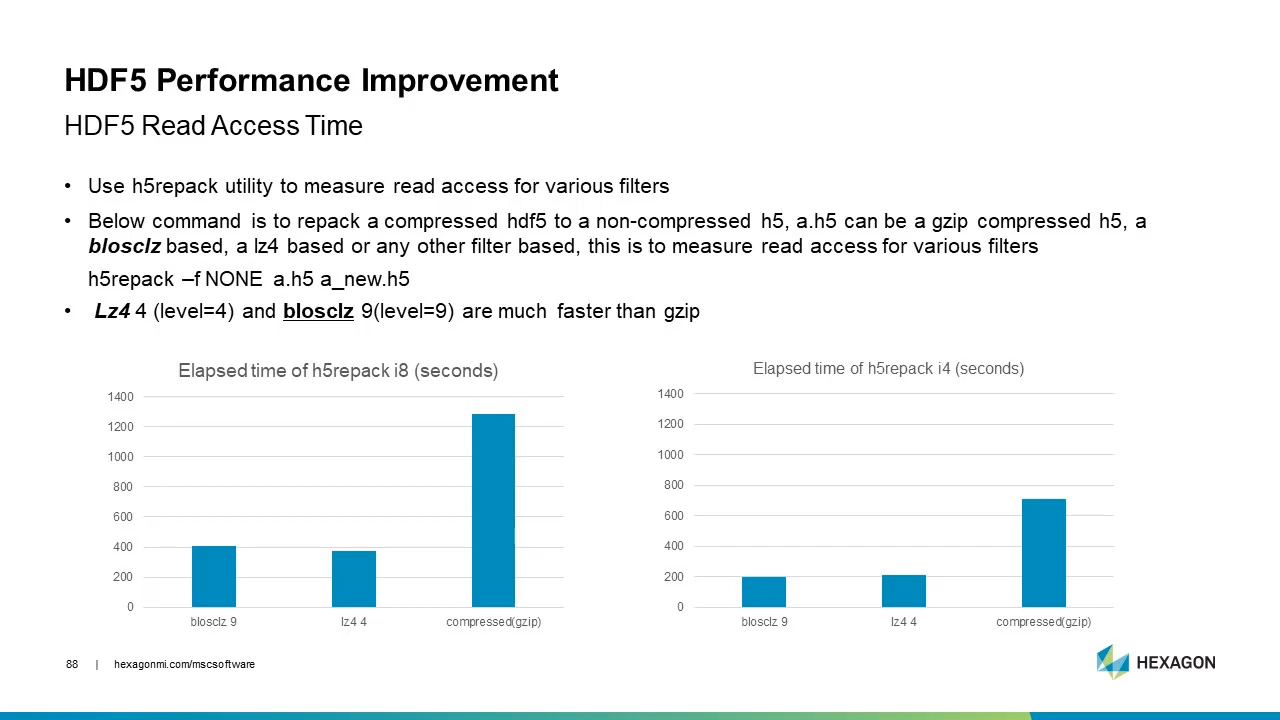 HDF5 Performance Improvement
HDF5 Read Access Time
• Use h5repack utility to measure read access for various filters
• Below command is to repack a compressed hdf5 to a non-compressed h5, a.h5 can be a gzip compressed h5, a
blosclz based, a lz4 based or any other filter based, this is to measure read access for various filters
h5repack –f NONE a.h5 a_new.h5
• Lz4 4 (level=4) and blosclz 9(level=9) are much faster than gzip
Elapsed time of h5repack i8 (seconds)
1400
1200
1000
800
600
400
200
0
blosclz 9 lz4 4 compressed(gzip)
Elapsed time of h5repack i4 (seconds)
1400
1200
1000
800
600
400
200
0
blosclz 9 lz4 4 compressed(gzip)
88 | hexagonmi.com/mscsoftware
HEXAGON